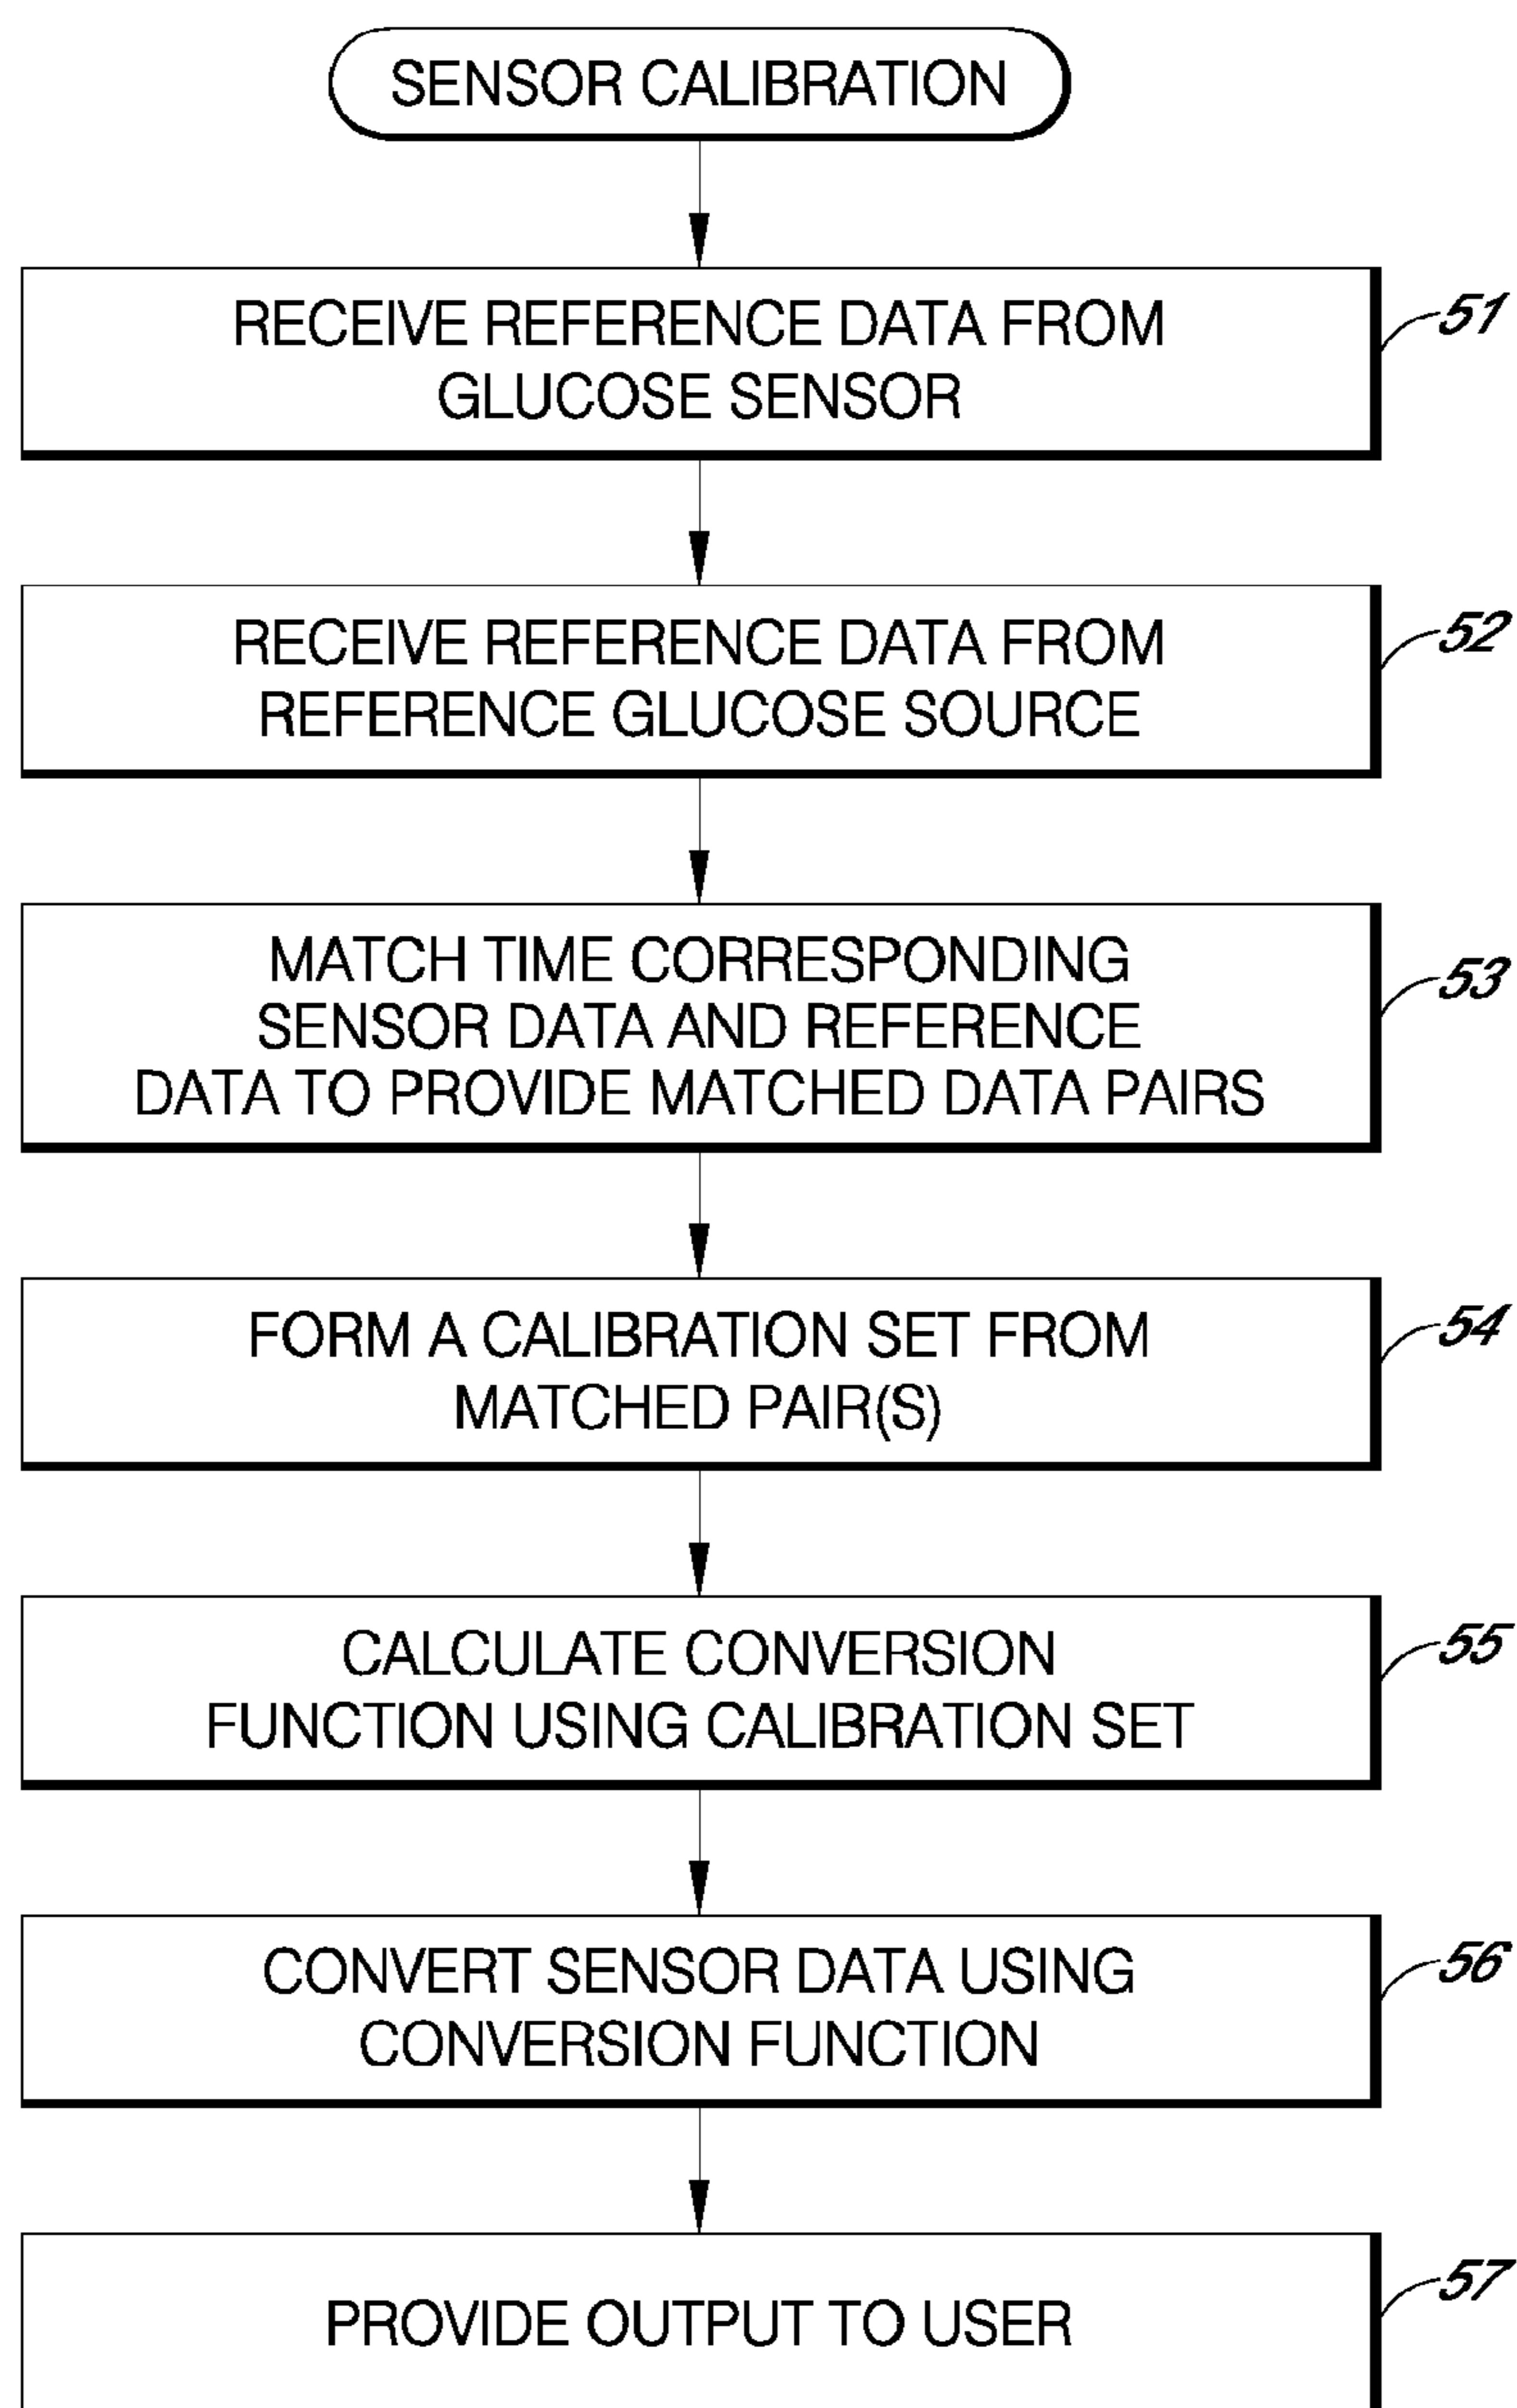 SENSOR CALIBRATION
RECEIVE REFERENCE DATA FROM
GLUCOSE SENSOR
51
RECEIVE REFERENCE DATA FROM
REFERENCE GLUCOSE SOURCE
52
MATCH TIME CORRESPONDING
SENSOR DATA AND REFERENCE
DATA TO PROVIDE MATCHED DATA PAIRS
53
FORM A CALIBRATION SET FROM
MATCHED PAIR(S)
54
CALCULATE CONVERSION
FUNCTION USING CALIBRATION SET
55
CONVERT SENSOR DATA USING
CONVERSION FUNCTION
56
PROVIDE OUTPUT TO USER
57